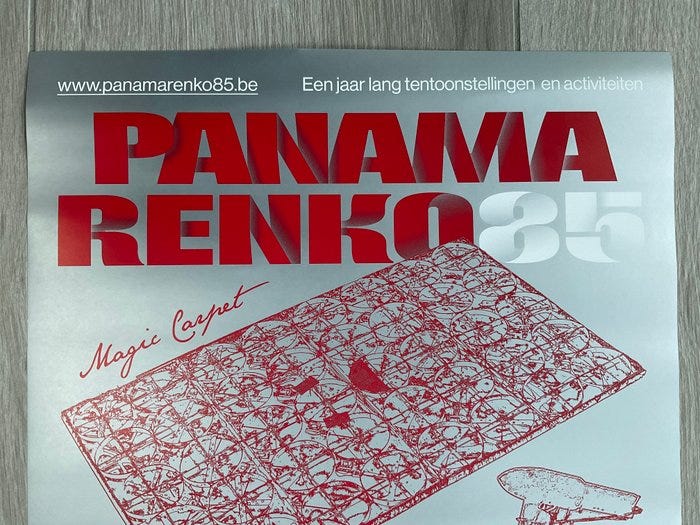 www.panamarenko85.be
Een jaar lang tentoonstellingen en activiteiten
PANAMA
RENKO85
Magic Carpet